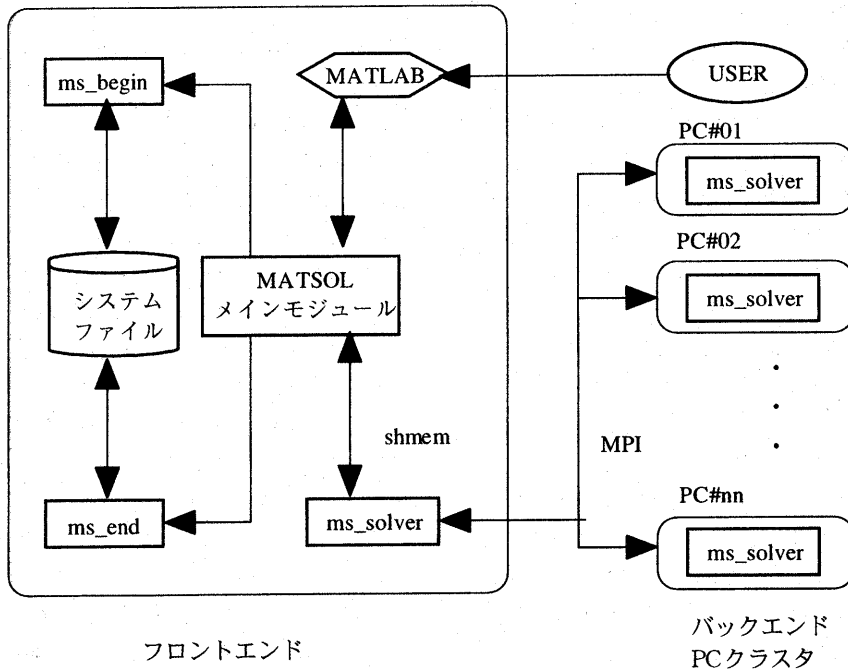 ms_begin
MATLAB
USER
PC#01
ms_solver
PC#02
ms_solver
システム
ファイル
MATSOL
メインモジュール
shmem
MPI
PC#nn
ms_end
ms_solver
ms_solver
フロントエンド
バックエンド
PCクラスタ